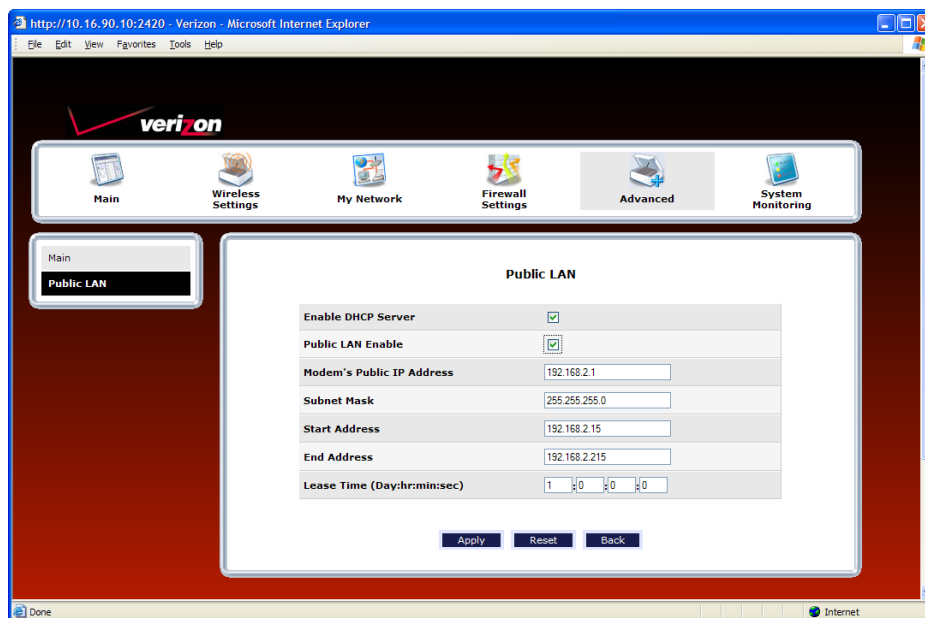 http://10.16.90.10:2420 - Verizon - Microsoft Internet Explorer
File Edit View Favorites Tools Help
verizon
Main
Wireless Settings
My Network
Firewall Settings
Advanced
System Monitoring
Main
Public LAN
Public LAN
Enable DHCP Server
Public LAN Enable
Modem's Public IP Address 192.168.2.1
Subnet Mask 255.255.255.0
Start Address 192.168.2.15
End Address 192.168.2.215
Lease Time (Day:hr:min:sec) 1 :0 :0 :0
Apply Reset Back
Done Internet